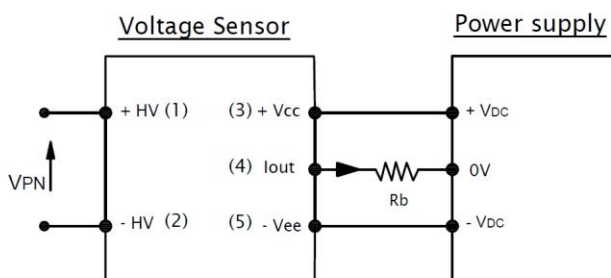 Voltage Sensor
Power supply
+ HV (1)
(3) + Vcc
+ VDC
VPN
(4) Iout
Rb
0V
- HV (2)
(5) - Vee
- VDC